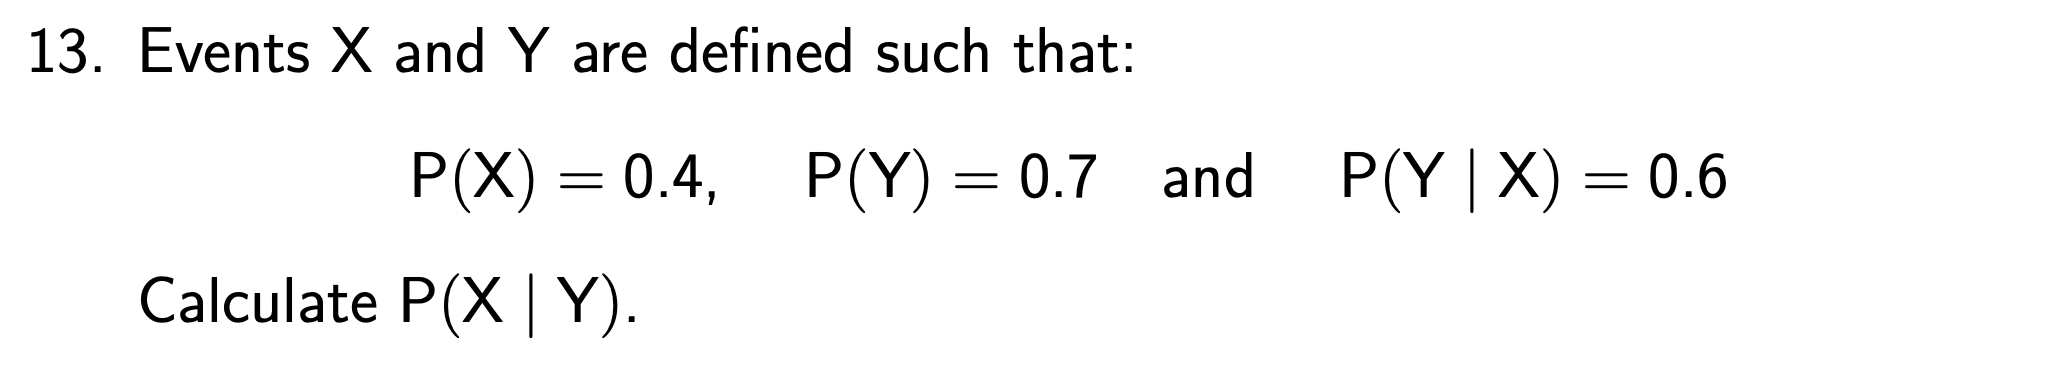 13. Events X and Y are defined such that:
P(X) = 0.4, P(Y) = 0.7 and P(Y | X) = 0.6
Calculate P(X | Y).